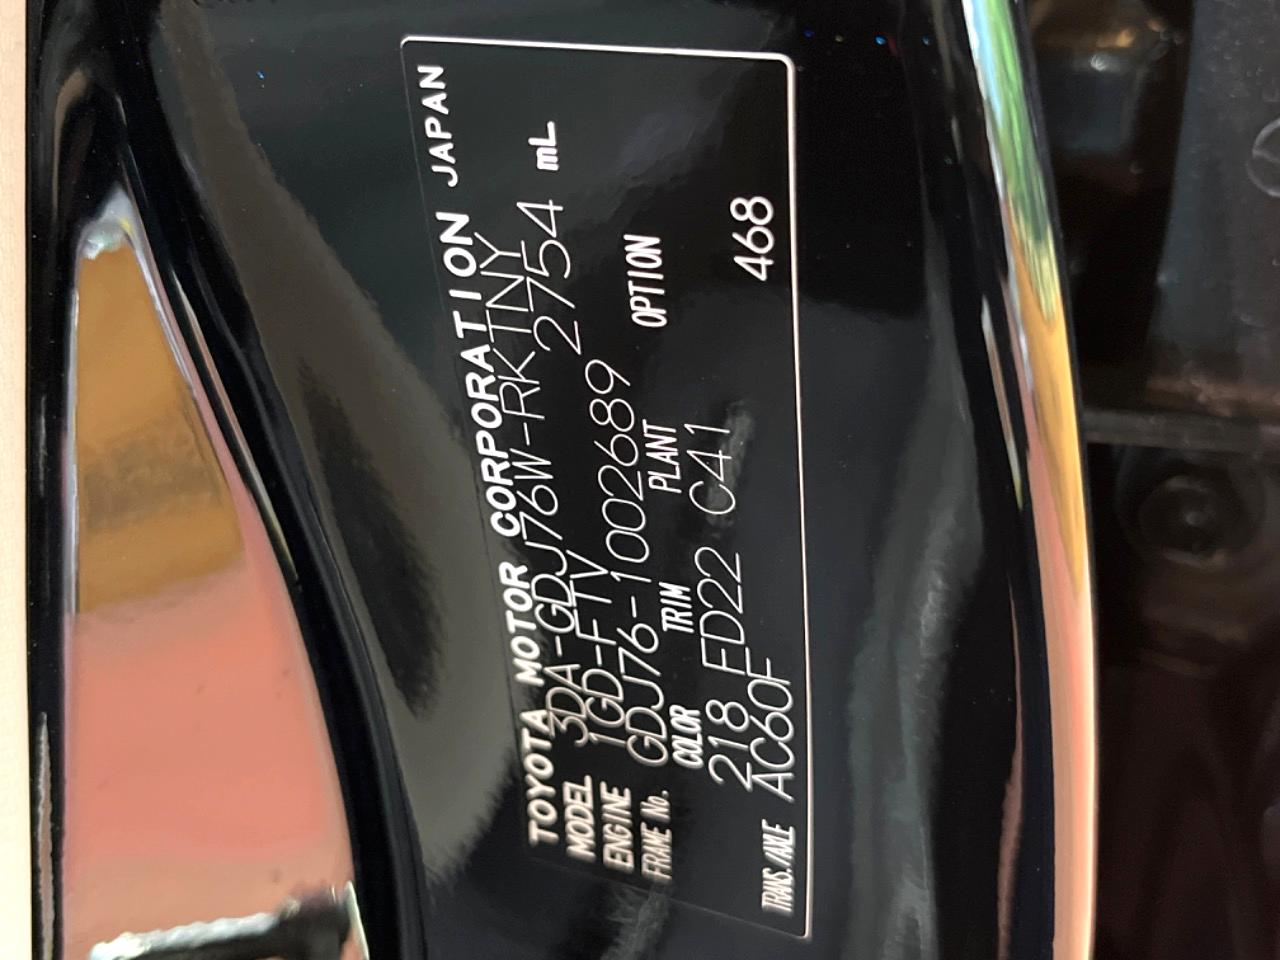 TOYOTA MOTOR CORPORATION JAPAN
MODEL 3DA-GDJ76W-RKTNY
ENGINE 1GD-FTV 2754 mL
FRAME No. GDJ76-1002689
COLOR TRIM PLANT OPTION
218 FD22 C41
TRANS./AXLE AC60F 468